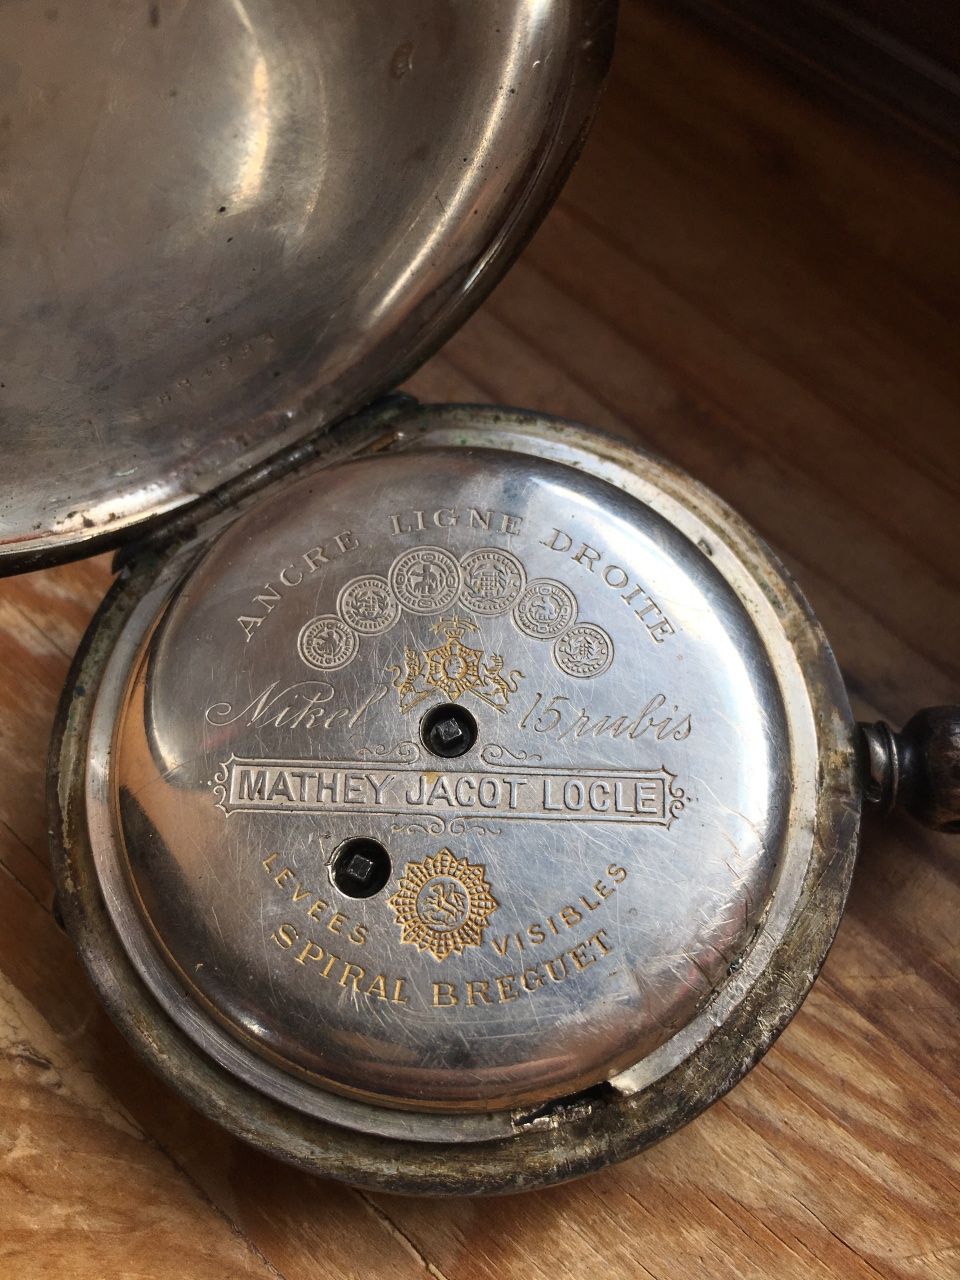 ANCRE LIGNE DROITE
Nikel 15 rubis
MATHEY JACOT LOCLE
LEVEES VISIBLES
SPIRAL BREGUET